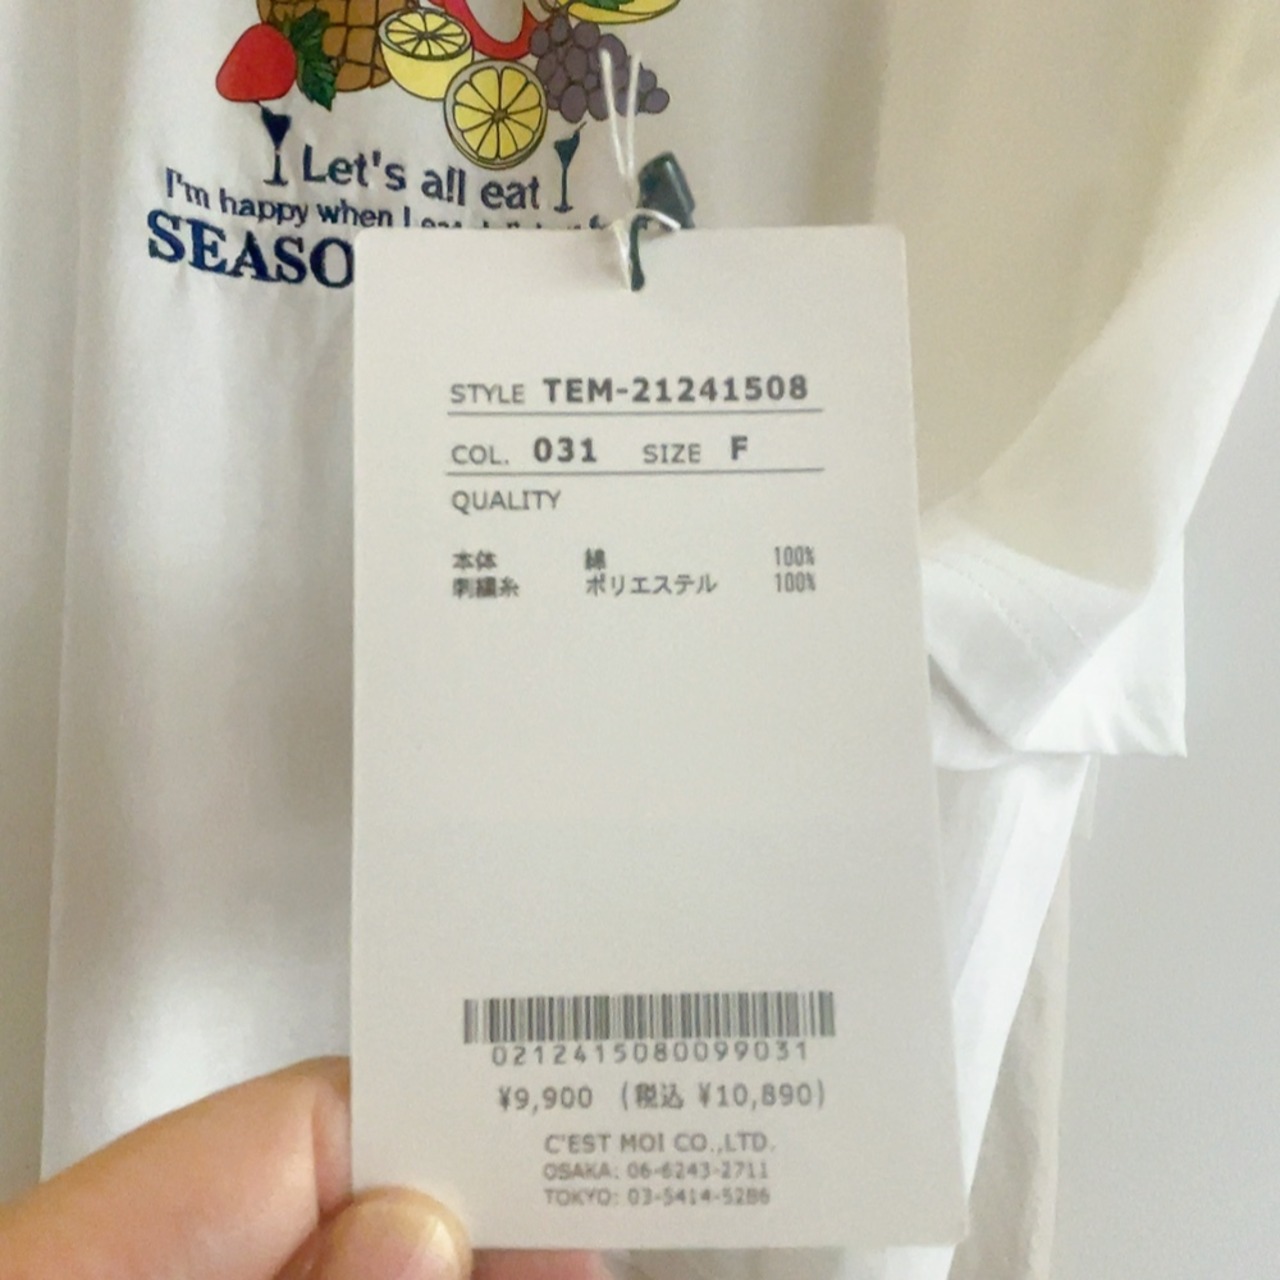 Let's all eat
I'm happy when I eat
SEASO
STYLE TEM-21241508
COL. 031 SIZE F
QUALITY
本体 綿 100%
刺繍糸 ポリエステル 100%
0212415080099031
¥9,900 (税込 ¥10,890)
C'EST MOI CO.,LTD.
OSAKA: 06-6243-2711
TOKYO: 03-5414-5286